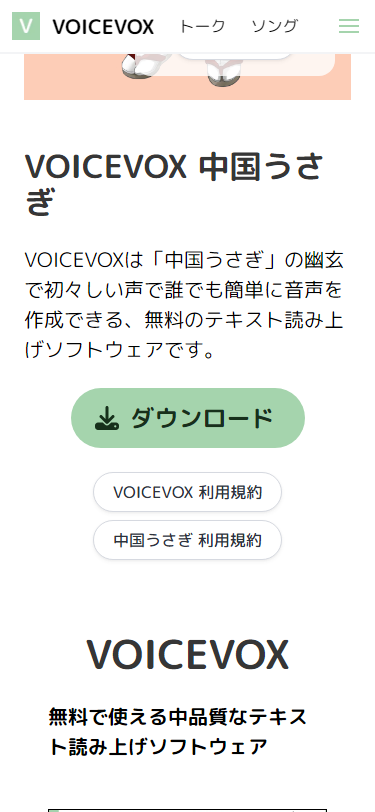 V VOICEVOX トーク ソング
VOICEVOX 中国うさ
ぎ
VOICEVOXは「中国うさぎ」の幽玄
で初々しい声で誰でも簡単に音声を
作成できる、無料のテキスト読み上
げソフトウェアです。
ダウンロード
VOICEVOX 利用規約
中国うさぎ 利用規約
VOICEVOX
無料で使える中品質なテキス
ト読み上げソフトウェア